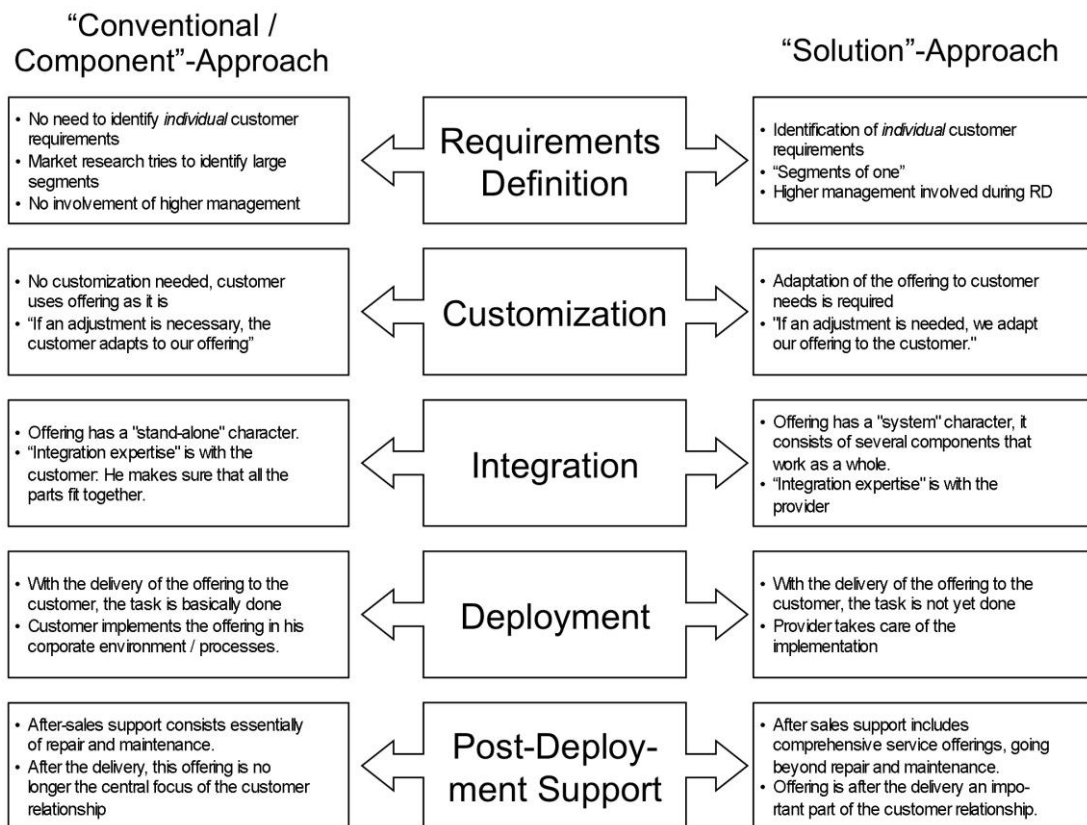 “Conventional /
Component”-Approach
“Solution”-Approach
• No need to identify individual customer
requirements
• Market research tries to identify large
segments
• No involvement of higher management
Requirements
Definition
• Identification of individual customer
requirements
• “Segments of one”
• Higher management involved during RD
• No customization needed, customer
uses offering as it is
• “If an adjustment is necessary, the
customer adapts to our offering”
Customization
• Adaptation of the offering to customer
needs is required
• "If an adjustment is needed, we adapt
our offering to the customer."
• Offering has a "stand-alone" character.
• “Integration expertise" is with the
customer: He makes sure that all the
parts fit together.
Integration
• Offering has a "system" character, it
consists of several components that
work as a whole.
• “Integration expertise" is with the
provider
• With the delivery of the offering to the
customer, the task is basically done
• Customer implements the offering in his
corporate environment / processes.
Deployment
• With the delivery of the offering to the
customer, the task is not yet done
• Provider takes care of the
implementation
• After-sales support consists essentially
of repair and maintenance.
• After the delivery, this offering is no
longer the central focus of the customer
relationship
Post-Deploy-
ment Support
• After sales support includes
comprehensive service offerings, going
beyond repair and maintenance.
• Offering is after the delivery an impo-
rtant part of the customer relationship.